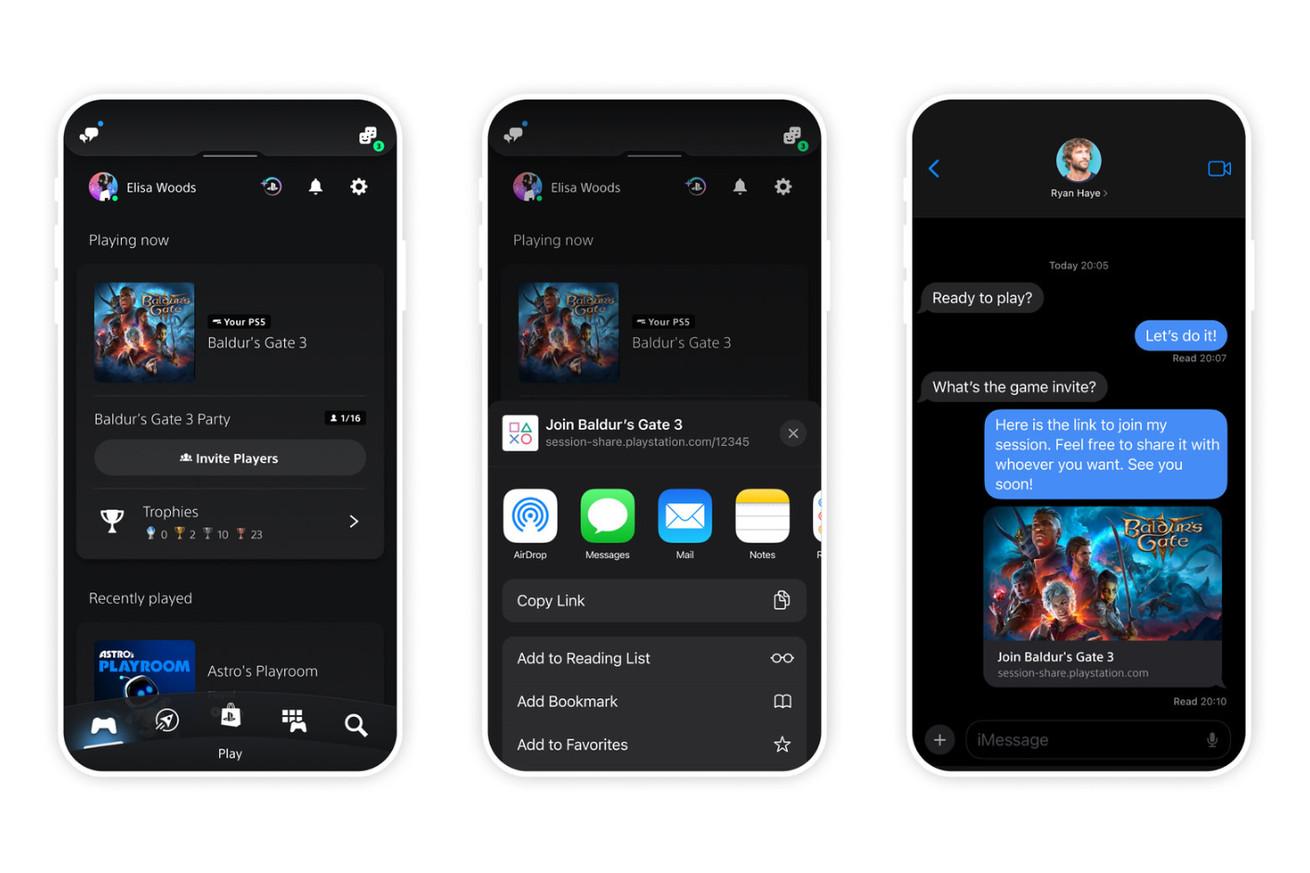 3
Elisa Woods
Playing now
Baldur's Gate
Your PS5
Baldur's Gate 3
Baldur's Gate 3 Party
1/16
Invite Players
Trophies
0 2 10 23
Recently played
ASTRO's
PLAYROOM
Astro's Playroom
Play
3
Elisa Woods
Playing now
Baldur's Gate
Your PS5
Baldur's Gate 3
Join Baldur's Gate 3
session-share.playstation.com/12345
AirDrop
Messages
Mail
Notes
R
Copy Link
Add to Reading List
Add Bookmark
Add to Favorites
Ryan Haye
Today 20:05
Ready to play?
Let's do it!
Read 20:07
What's the game invite?
Here is the link to join my
session. Feel free to share it with
whoever you want. See you
soon!
Baldur's
Gate
Join Baldur's Gate 3
session-share.playstation.com
Read 20:10
iMessage